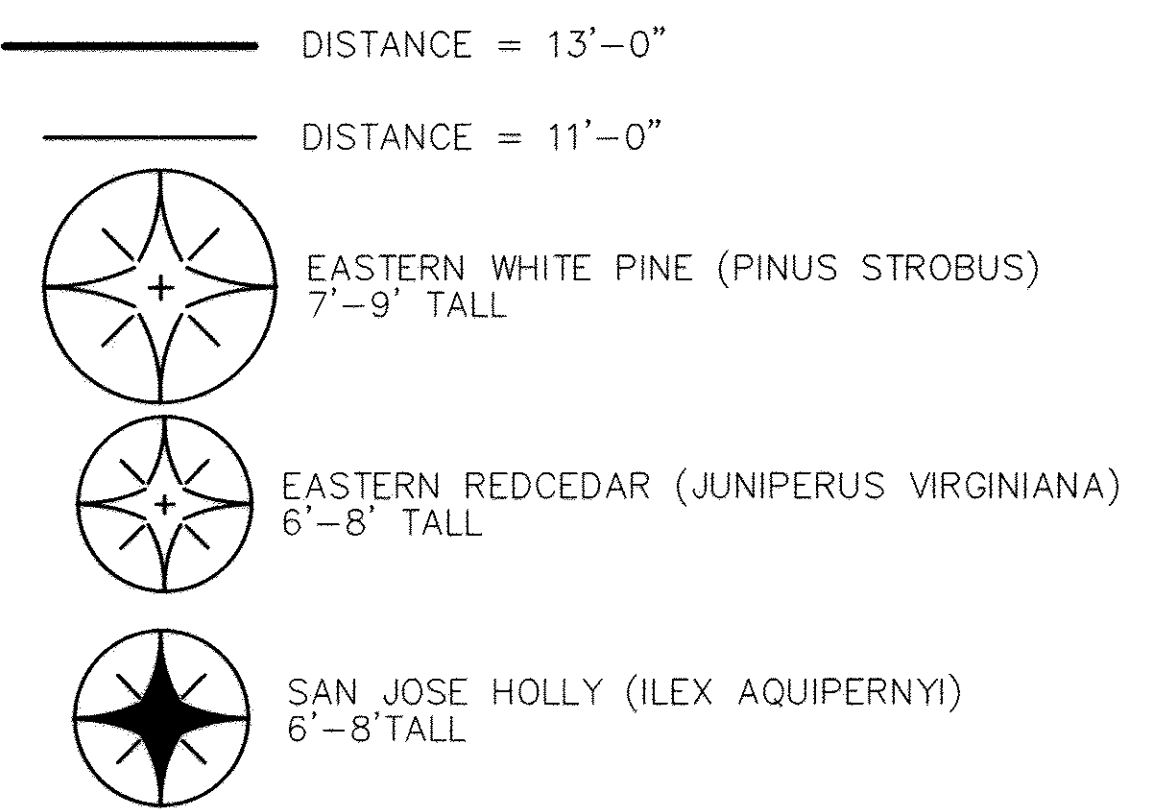 DISTANCE = 13'-0"
DISTANCE = 11'-0"
EASTERN WHITE PINE (PINUS STROBUS)
7'-9' TALL
EASTERN REDCEDAR (JUNIPERUS VIRGINIANA)
6'-8' TALL
SAN JOSE HOLLY (ILEX AQUIPERNYI)
6'-8'TALL